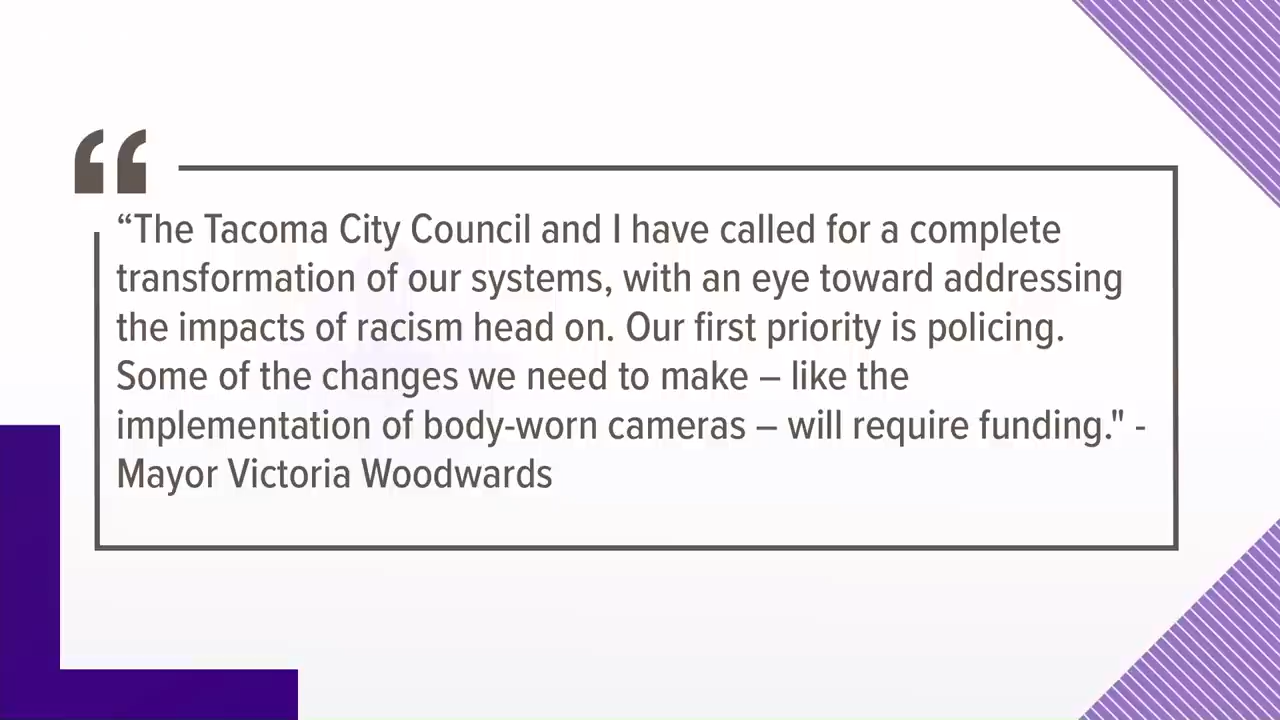 “The Tacoma City Council and I have called for a complete
transformation of our systems, with an eye toward addressing
the impacts of racism head on. Our first priority is policing.
Some of the changes we need to make – like the
implementation of body-worn cameras – will require funding." -
Mayor Victoria Woodwards